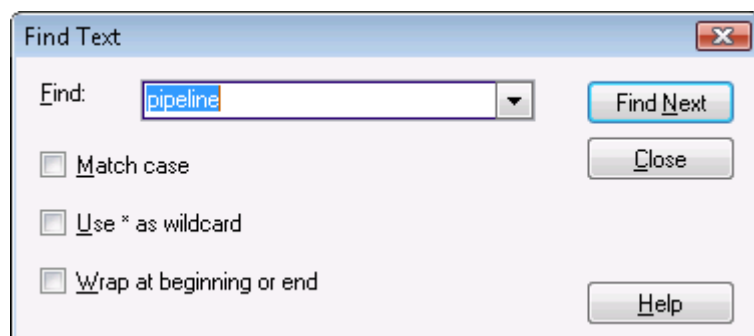 Find Text
Find: pipeline Find Next
Match case Close
Use * as wildcard
Wrap at beginning or end
Help